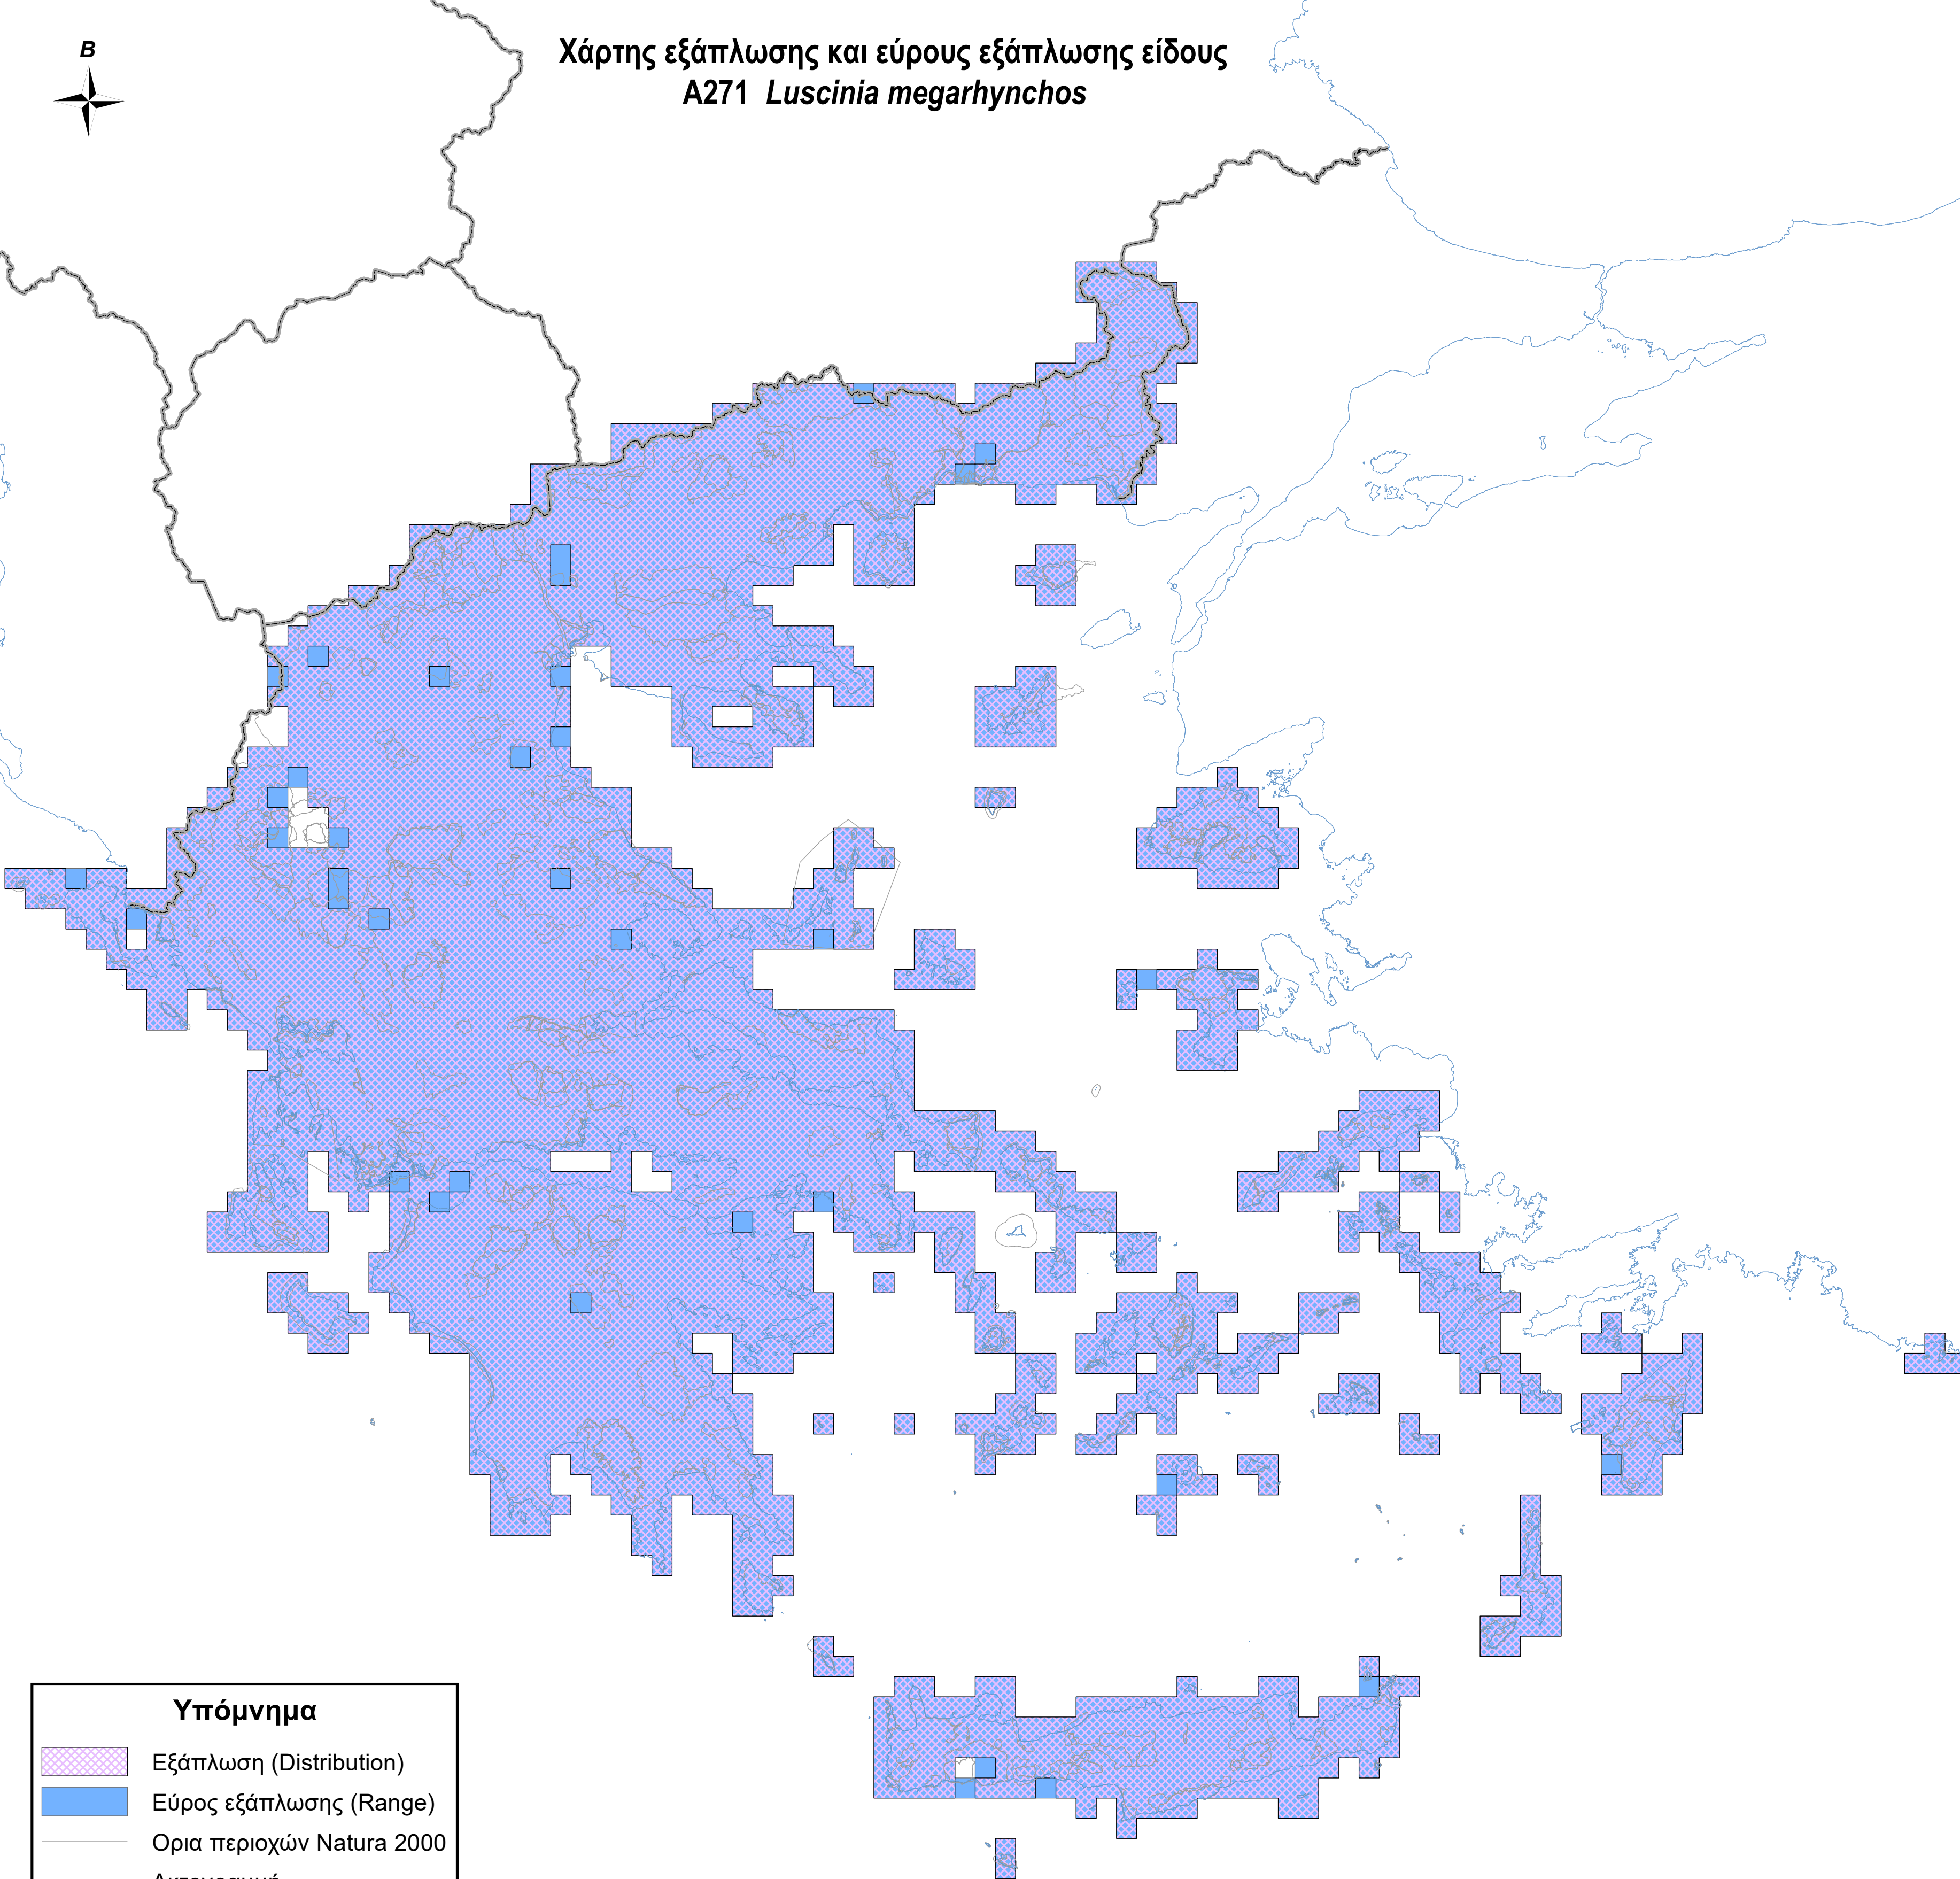 B
Χάρτης εξάπλωσης και εύρους εξάπλωσης είδους
A271 Luscinia megarhynchos
Υπόμνημα
Εξάπλωση (Distribution)
Εύρος εξάπλωσης (Range)
Ορια περιοχών Natura 2000